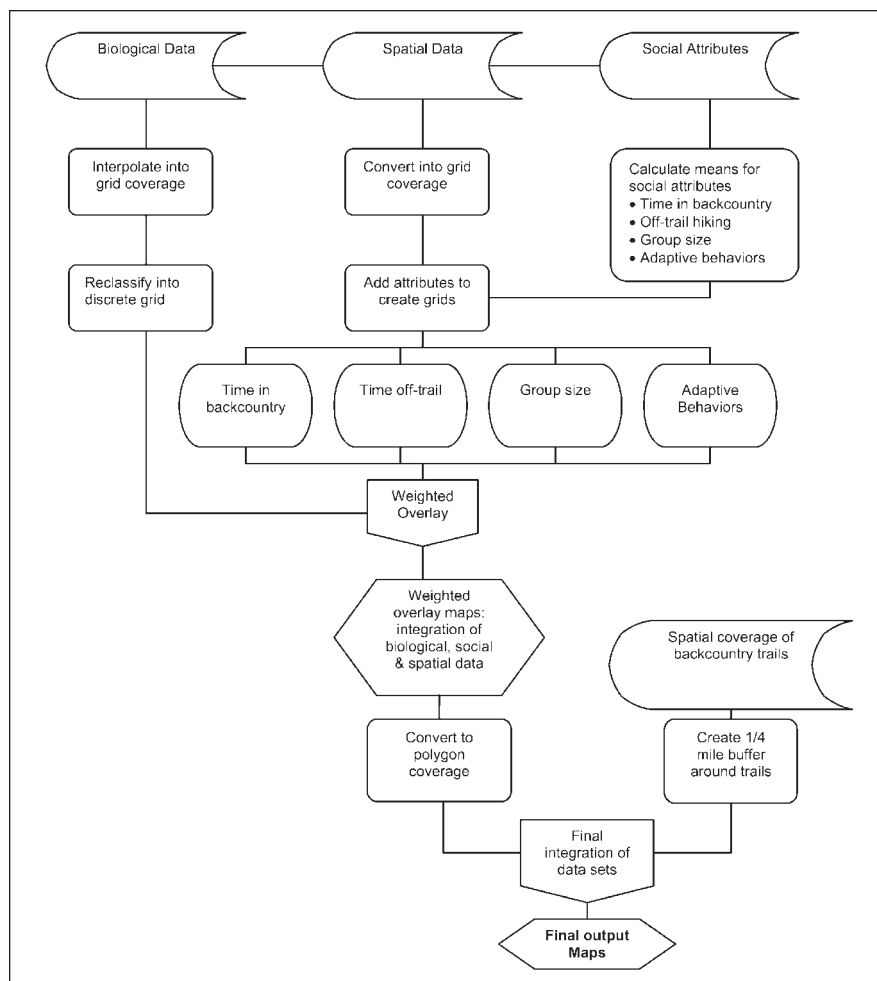 Biological Data
Spatial Data
Social Attributes
Interpolate into
grid coverage
Convert into grid
coverage
Calculate means for
social attributes
• Time in backcountry
• Off-trail hiking
• Group size
• Adaptive behaviors
Reclassify into
discrete grid
Add attributes to
create grids
Time in
backcountry
Time off-trail
Group size
Adaptive
Behaviors
Weighted
Overlay
Weighted
overlay maps:
integration of
biological, social
& spatial data
Spatial coverage of
backcountry trails
Convert to
polygon coverage
Create 1/4
mile buffer
around trails
Final
integration of
data sets
Final output
Maps